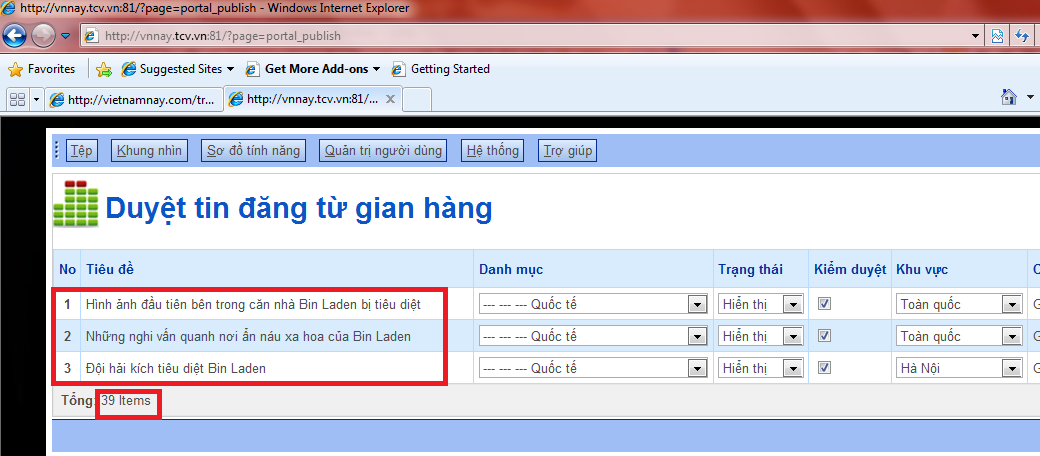 http://vnnay.tcv.vn:81/?page=portal_publish - Windows Internet Explorer
http://vnnay.tcv.vn:81/?page=portal_publish
Favorites Suggested Sites Get More Add-ons Getting Started
http://vietnamnay.com/tr... http://vnnay.tcv.vn:81/...
Tệp Khung nhìn Sơ đồ tính năng Quản trị người dùng Hệ thống Trợ giúp
Duyệt tin đăng từ gian hàng
No Tiêu đề Danh mục Trạng thái Kiểm duyệt Khu vực
1 Hình ảnh đầu tiên bên trong căn nhà Bin Laden bị tiêu diệt --- --- --- Quốc tế Hiển thị Toàn quốc
2 Những nghi vấn quanh nơi ẩn náu xa hoa của Bin Laden --- --- --- Quốc tế Hiển thị Toàn quốc
3 Đội hải kích tiêu diệt Bin Laden --- --- --- Quốc tế Hiển thị Hà Nội
Tổng: 39 Items